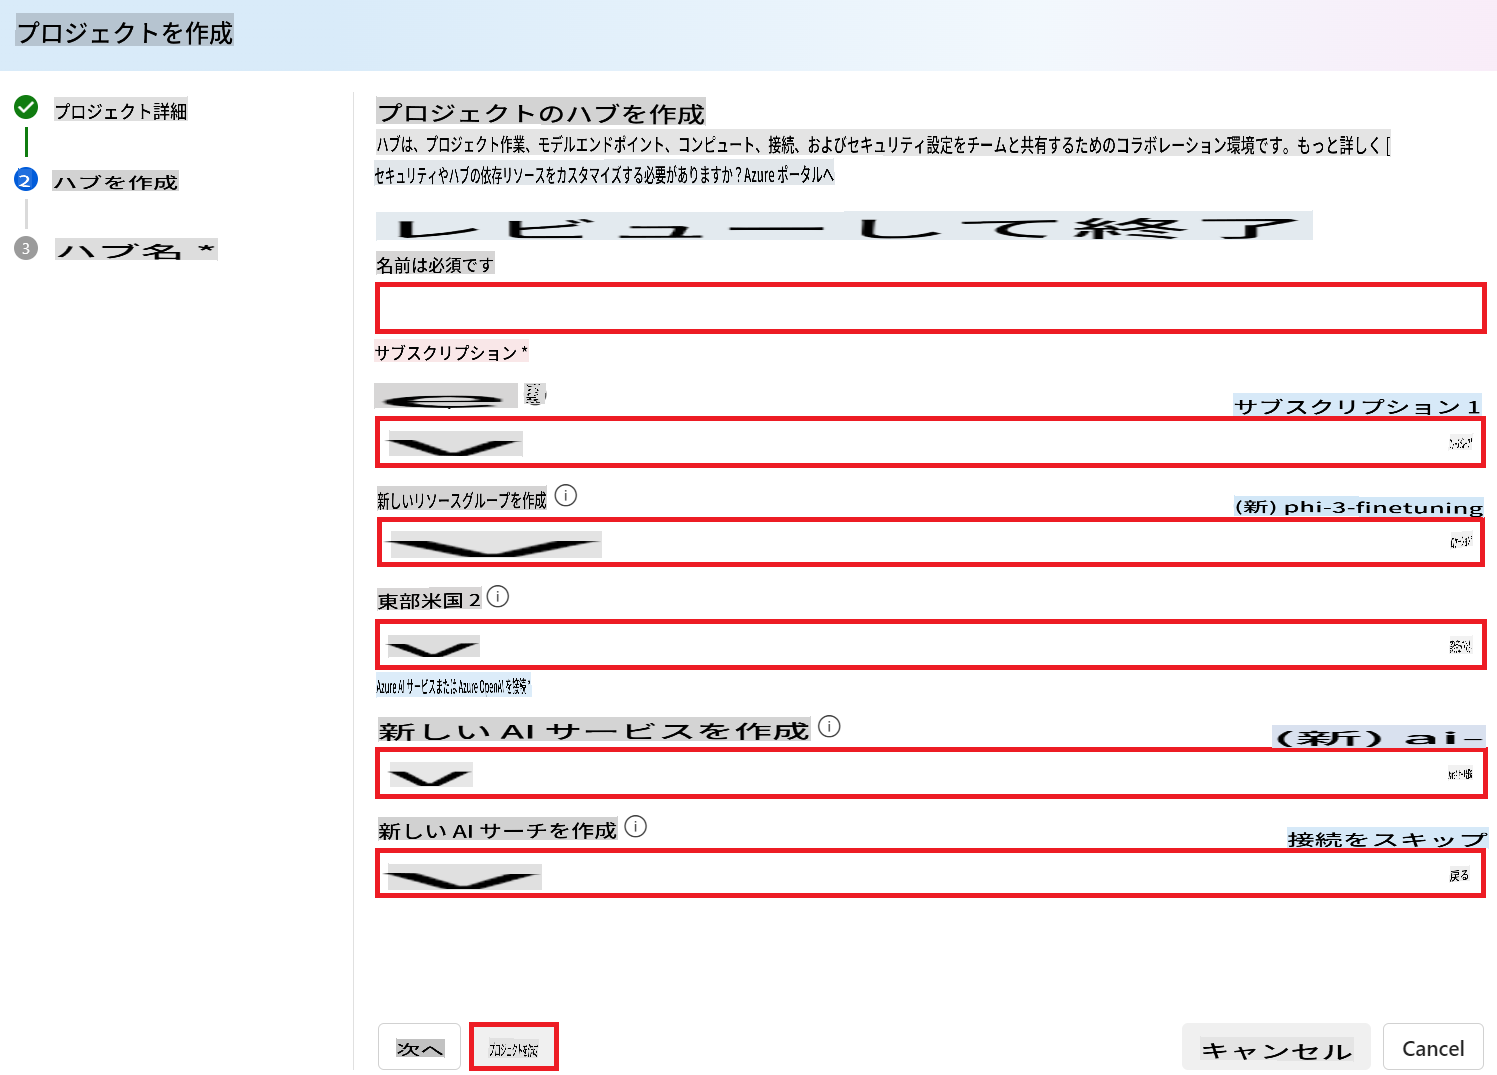 プロジェクトを作成
プロジェクト詳細
2 ハブを作成
3 ハブ名 *
プロジェクトのハブを作成
ハブは、プロジェクト作業、モデルエンドポイント、コンピュート、接続、およびセキュリティ設定をチームと共有するためのコラボレーション環境です。もっと詳しく [
セキュリティやハブの依存リソースをカスタマイズする必要がありますか？Azure ポータルへ
レビューして終了
名前は必須です
サブスクリプション *
サブスクリプション 1
新しいリソースグループを作成
(新) phi-3-finetuning
東部米国 2
Azure AI サービスまたは Azure OpenAI を接続
新しい AI サービスを作成
(新) ai-
新しい AI サーチを作成
接続をスキップ
戻る
次へ
プロジェクトを作成
キャンセル
Cancel